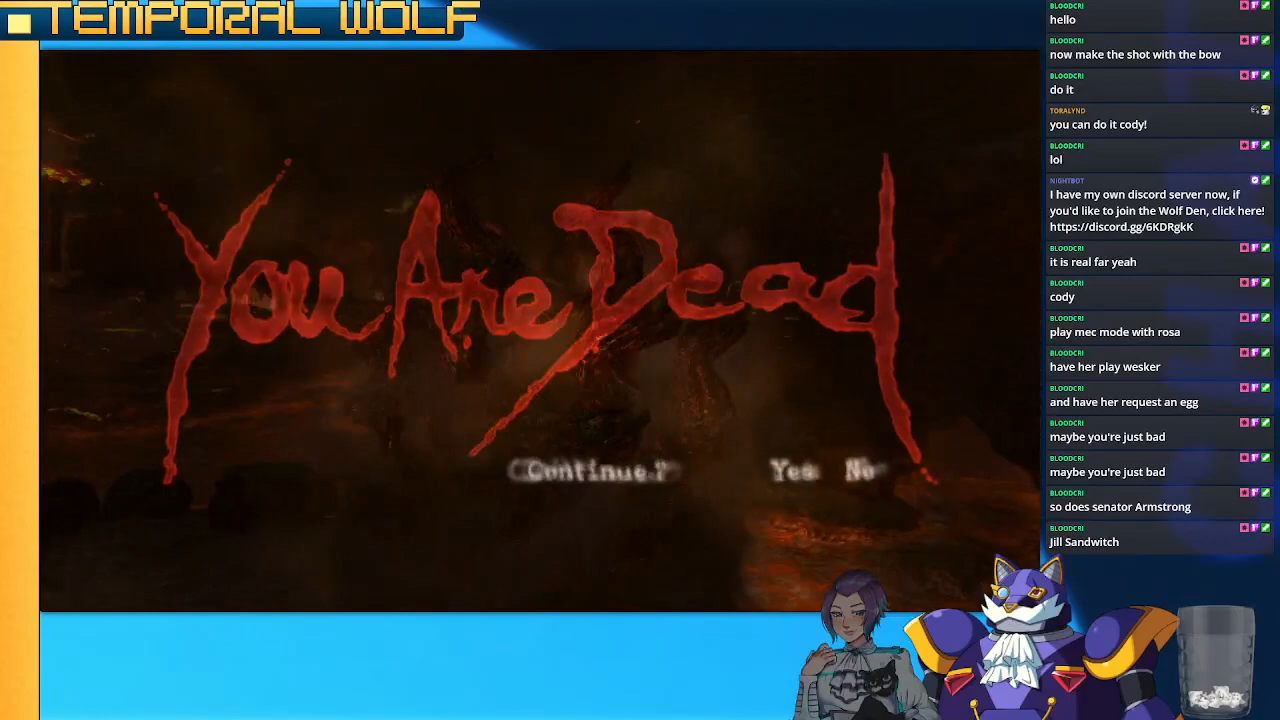 TEMPORAL WOLF
You Are Dead
Continue? Yes No
BLOODCRI
hello
BLOODCRI
now make the shot with the bow
BLOODCRI
do it
TORALYND
you can do it cody!
BLOODCRI
lol
NIGHTBOT
I have my own discord server now, if
you'd like to join the Wolf Den, click here!
https://discord.gg/6KDRgkK
BLOODCRI
it is real far yeah
BLOODCRI
cody
BLOODCRI
play mec mode with rosa
BLOODCRI
have her play wesker
BLOODCRI
and have her request an egg
BLOODCRI
maybe you're just bad
BLOODCRI
maybe you're just bad
BLOODCRI
so does senator Armstrong
BLOODCRI
Jill Sandwitch